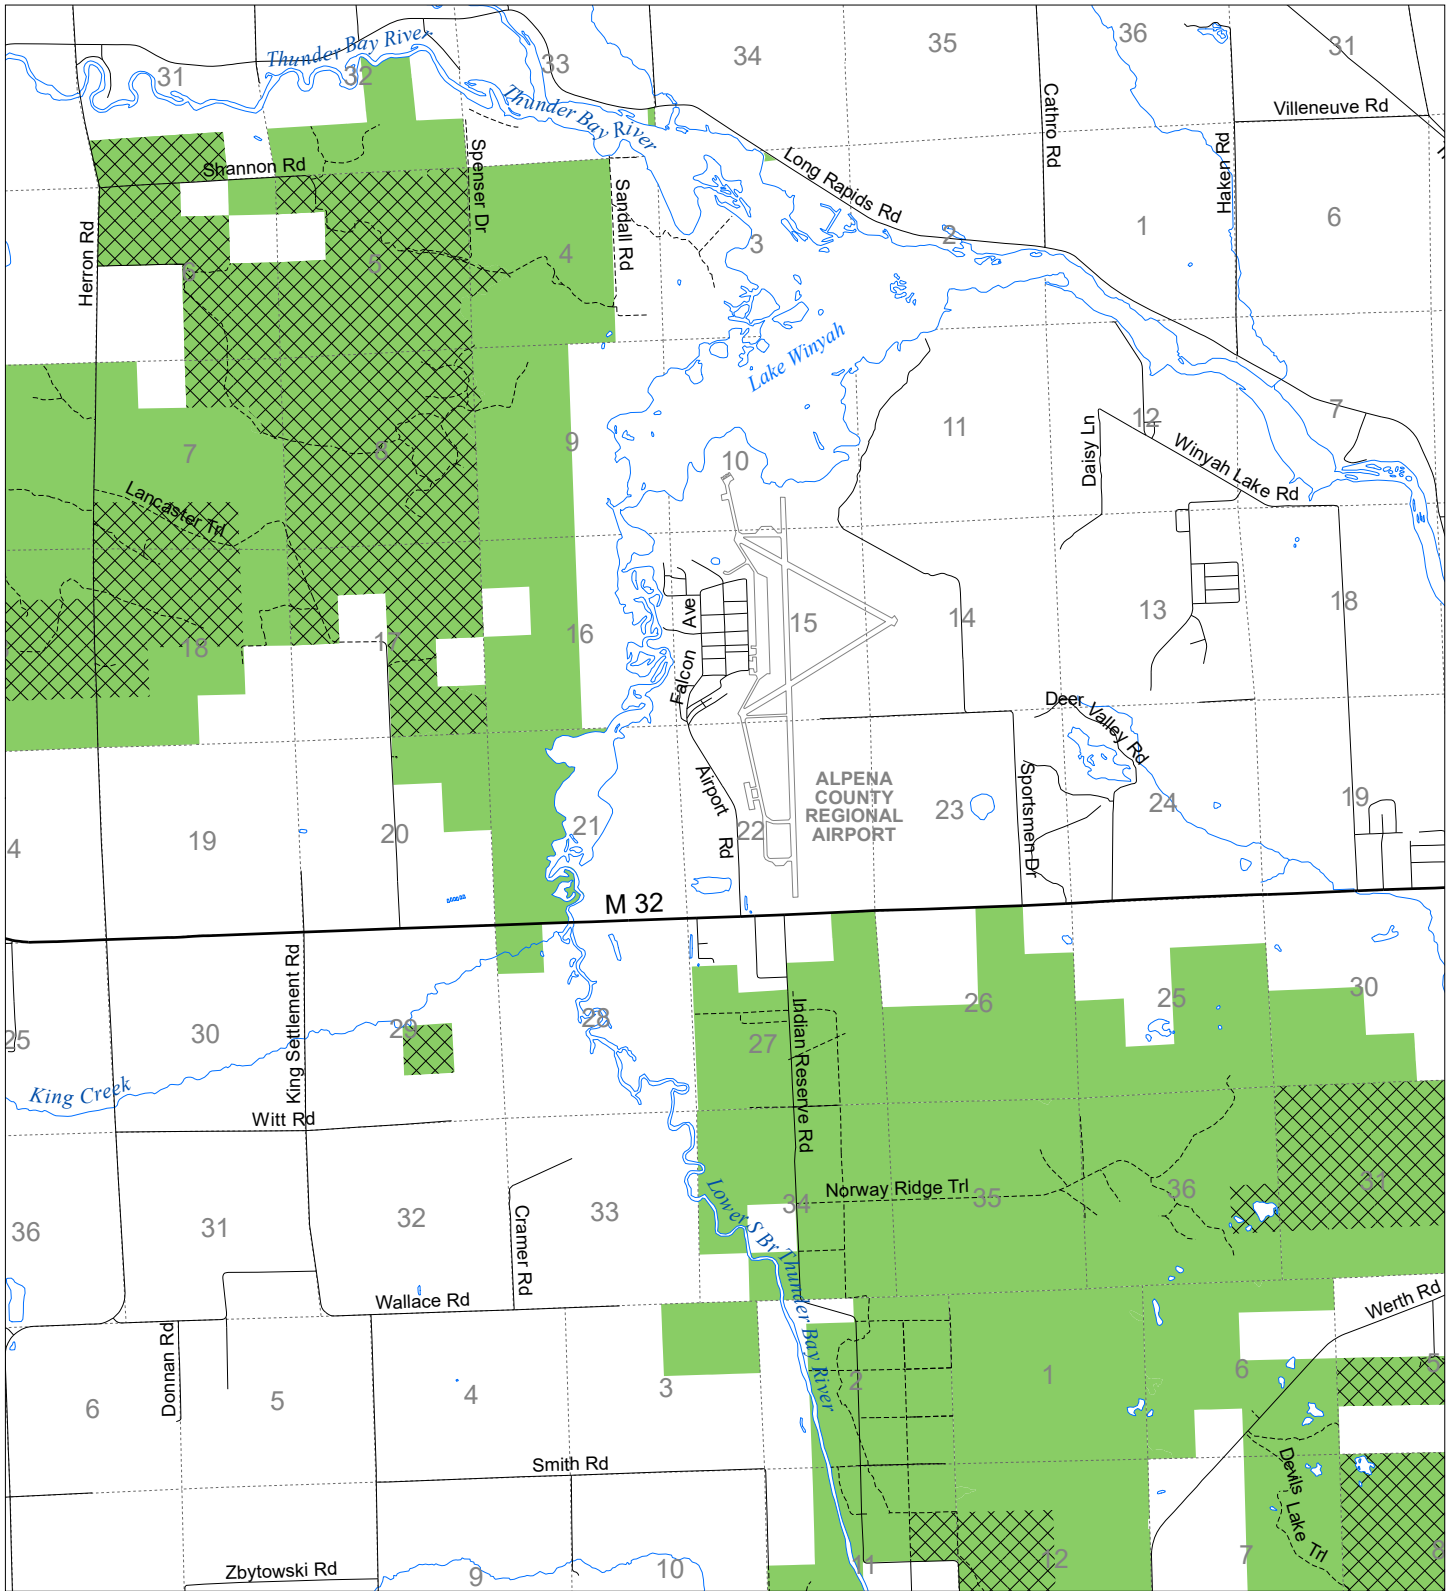 Thunder Bay River
31
32
33
34
35
36
31
Thunder Bay River
Cathro Rd
Villeneuve Rd
Shannon Rd
Spenser Dr
Sandall Rd
Long Rapids Rd
Haken Rd
Herron Rd
6
5
4
3
2
1
6
Lake Winyah
7
8
9
10
11
12
7
Daisy Ln
Winyah Lake Rd
Lancaster Trl
18
17
16
Falcon Ave
15
14
13
18
Deer Valley Rd
Airport Rd
ALPENA
COUNTY
REGIONAL
AIRPORT
Sportsmen Dr
4
19
20
21
22
23
24
19
M 32
King Settlement Rd
Indian Reserve Rd
25
30
29
28
27
26
25
30
King Creek
Witt Rd
36
31
32
33
34
35
36
31
Norway Ridge Trl
Lower S Br Thunder Bay River
Cramer Rd
Wallace Rd
Werth Rd
Donnan Rd
6
5
4
3
2
1
6
5
Smith Rd
Devils Lake Trl
Zbytowski Rd
9
10
11
12
7
8